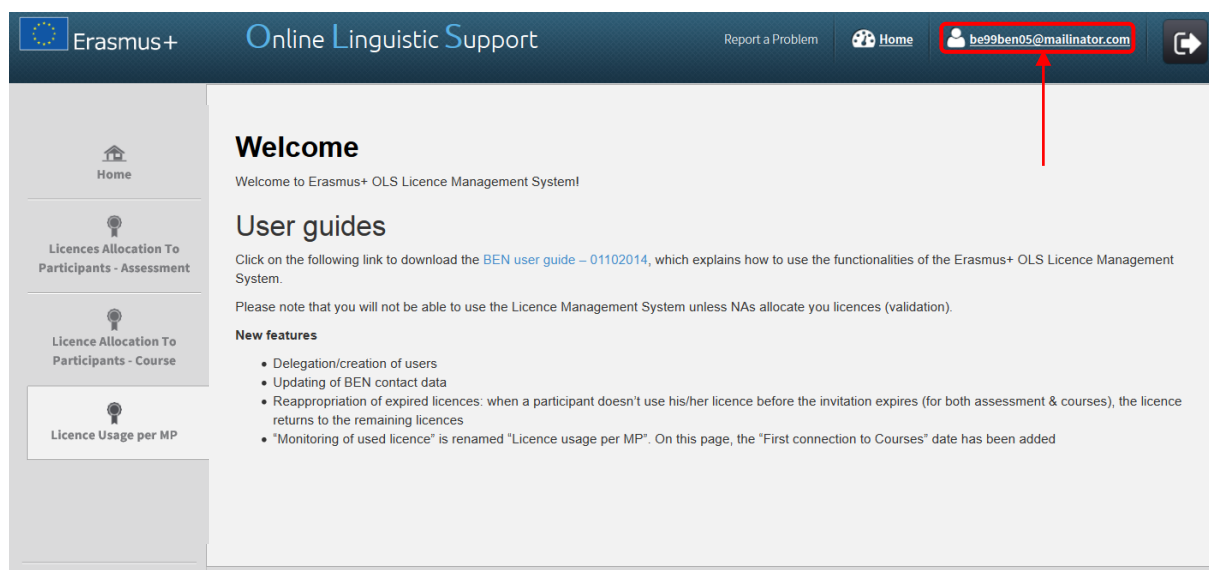 Erasmus+
Online Linguistic Support
Report a Problem
Home
be99ben05@mailinator.com
Home
Licences Allocation To
Participants - Assessment
Licence Allocation To
Participants - Course
Licence Usage per MP
Welcome
Welcome to Erasmus+ OLS Licence Management System!
User guides
Click on the following link to download the BEN user guide – 01102014, which explains how to use the functionalities of the Erasmus+ OLS Licence Management
System.
Please note that you will not be able to use the Licence Management System unless NAs allocate you licences (validation).
New features
• Delegation/creation of users
• Updating of BEN contact data
• Reappropriation of expired licences: when a participant doesn't use his/her licence before the invitation expires (for both assessment & courses), the licence
returns to the remaining licences
• "Monitoring of used licence" is renamed "Licence usage per MP". On this page, the "First connection to Courses" date has been added